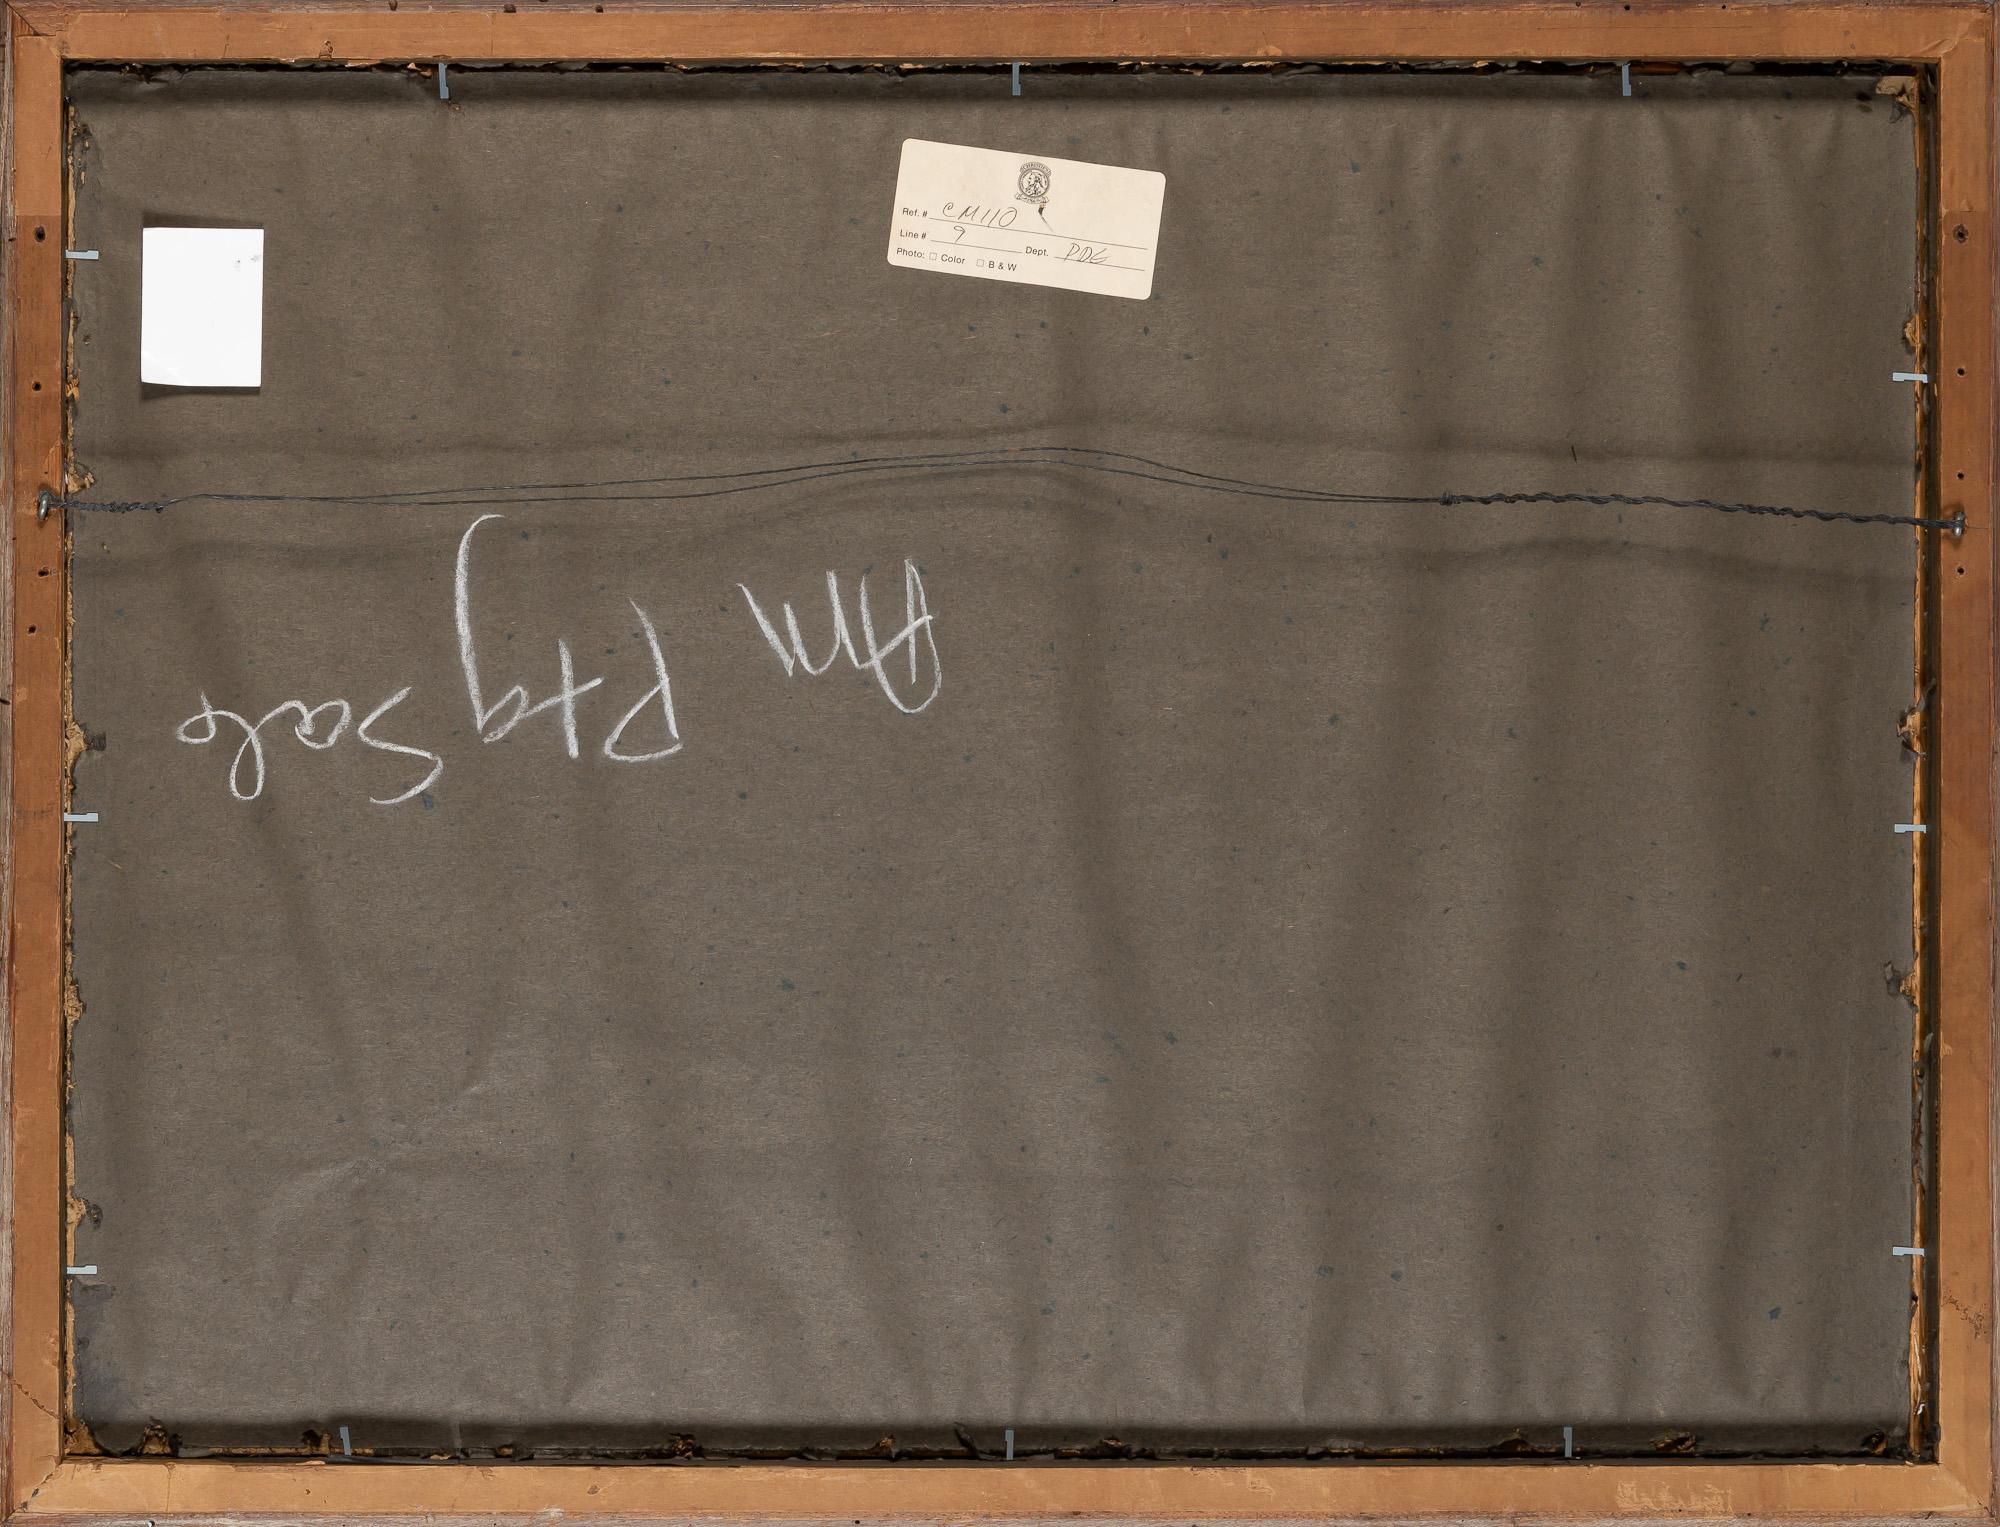 Ref. # CM110
Line # 9 Dept. PDG
Photo: □ Color □ B & W
Am Ptg Sale